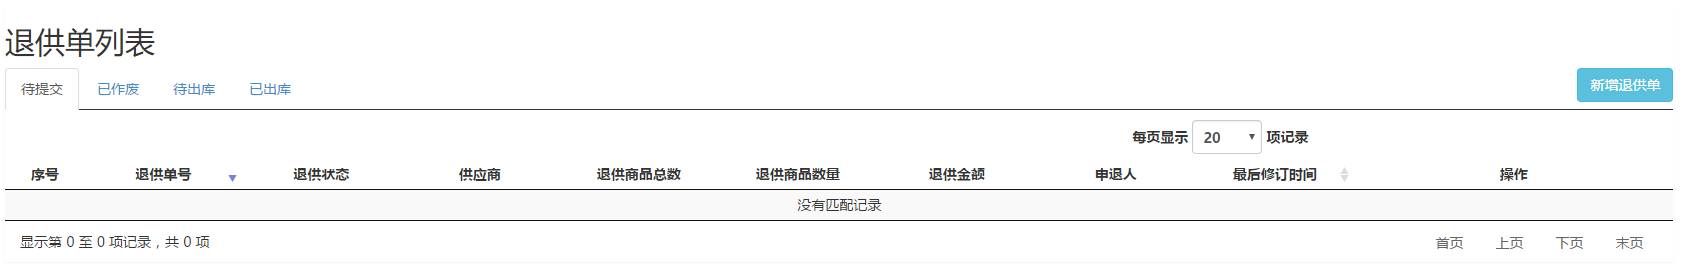 退供单列表
待提交 已作废 待出库 已出库 新增退供单
每页显示 20 项记录
序号 退供单号 退供状态 供应商 退供商品总数 退供商品数量 退供金额 申退人 最后修订时间 操作
没有匹配记录
显示第 0 至 0 项记录，共 0 项 首页 上页 下页 末页